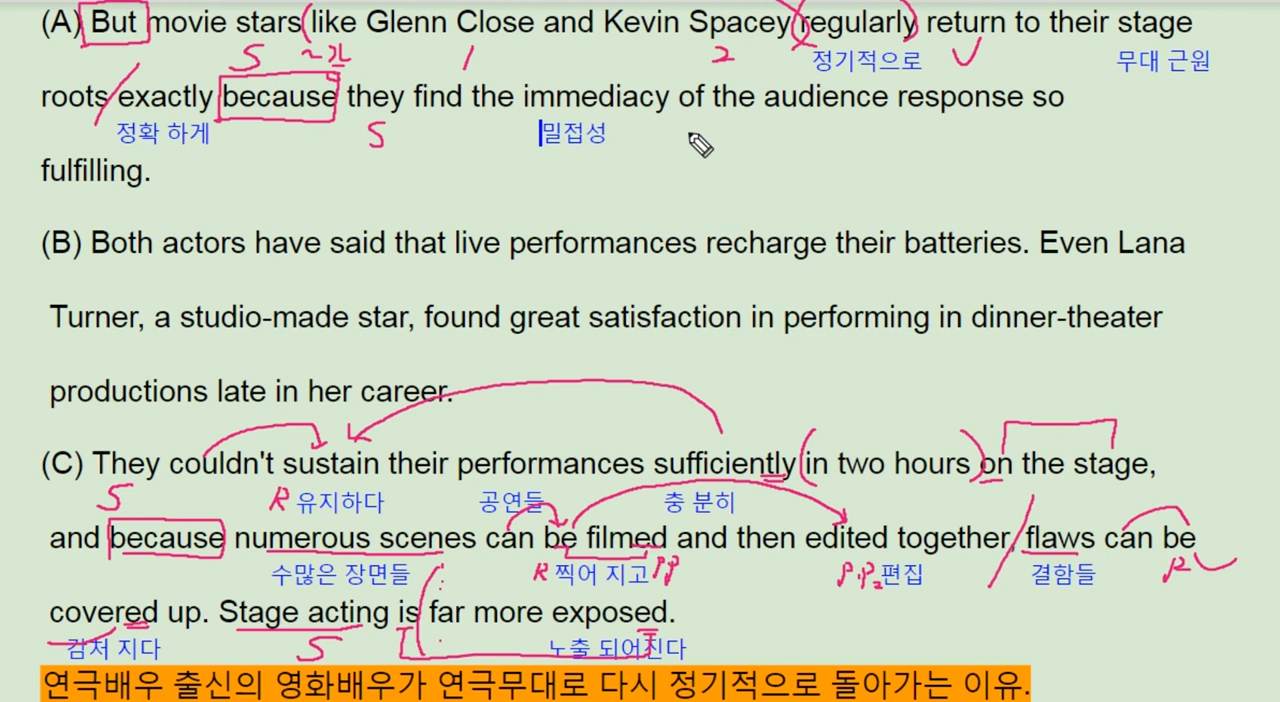 (A) But movie stars like Glenn Close and Kevin Spacey regularly return to their stage
S ~같 1 2 정기적으로 V 무대 근원
roots exactly because they find the immediacy of the audience response so
정확 하게 S 밀접성
fulfilling.
(B) Both actors have said that live performances recharge their batteries. Even Lana
Turner, a studio-made star, found great satisfaction in performing in dinner-theater
productions late in her career.
(C) They couldn't sustain their performances sufficiently in two hours on the stage,
S R 유지하다 공연들 충 분히
and because numerous scenes can be filmed and then edited together, flaws can be
수많은 장면들 R 찍어 지고 PP P.P2 편집 결함들 R
covered up. Stage acting is far more exposed.
감처 지다 S 노출 되어진다
연극배우 출신의 영화배우가 연극무대로 다시 정기적으로 돌아가는 이유.